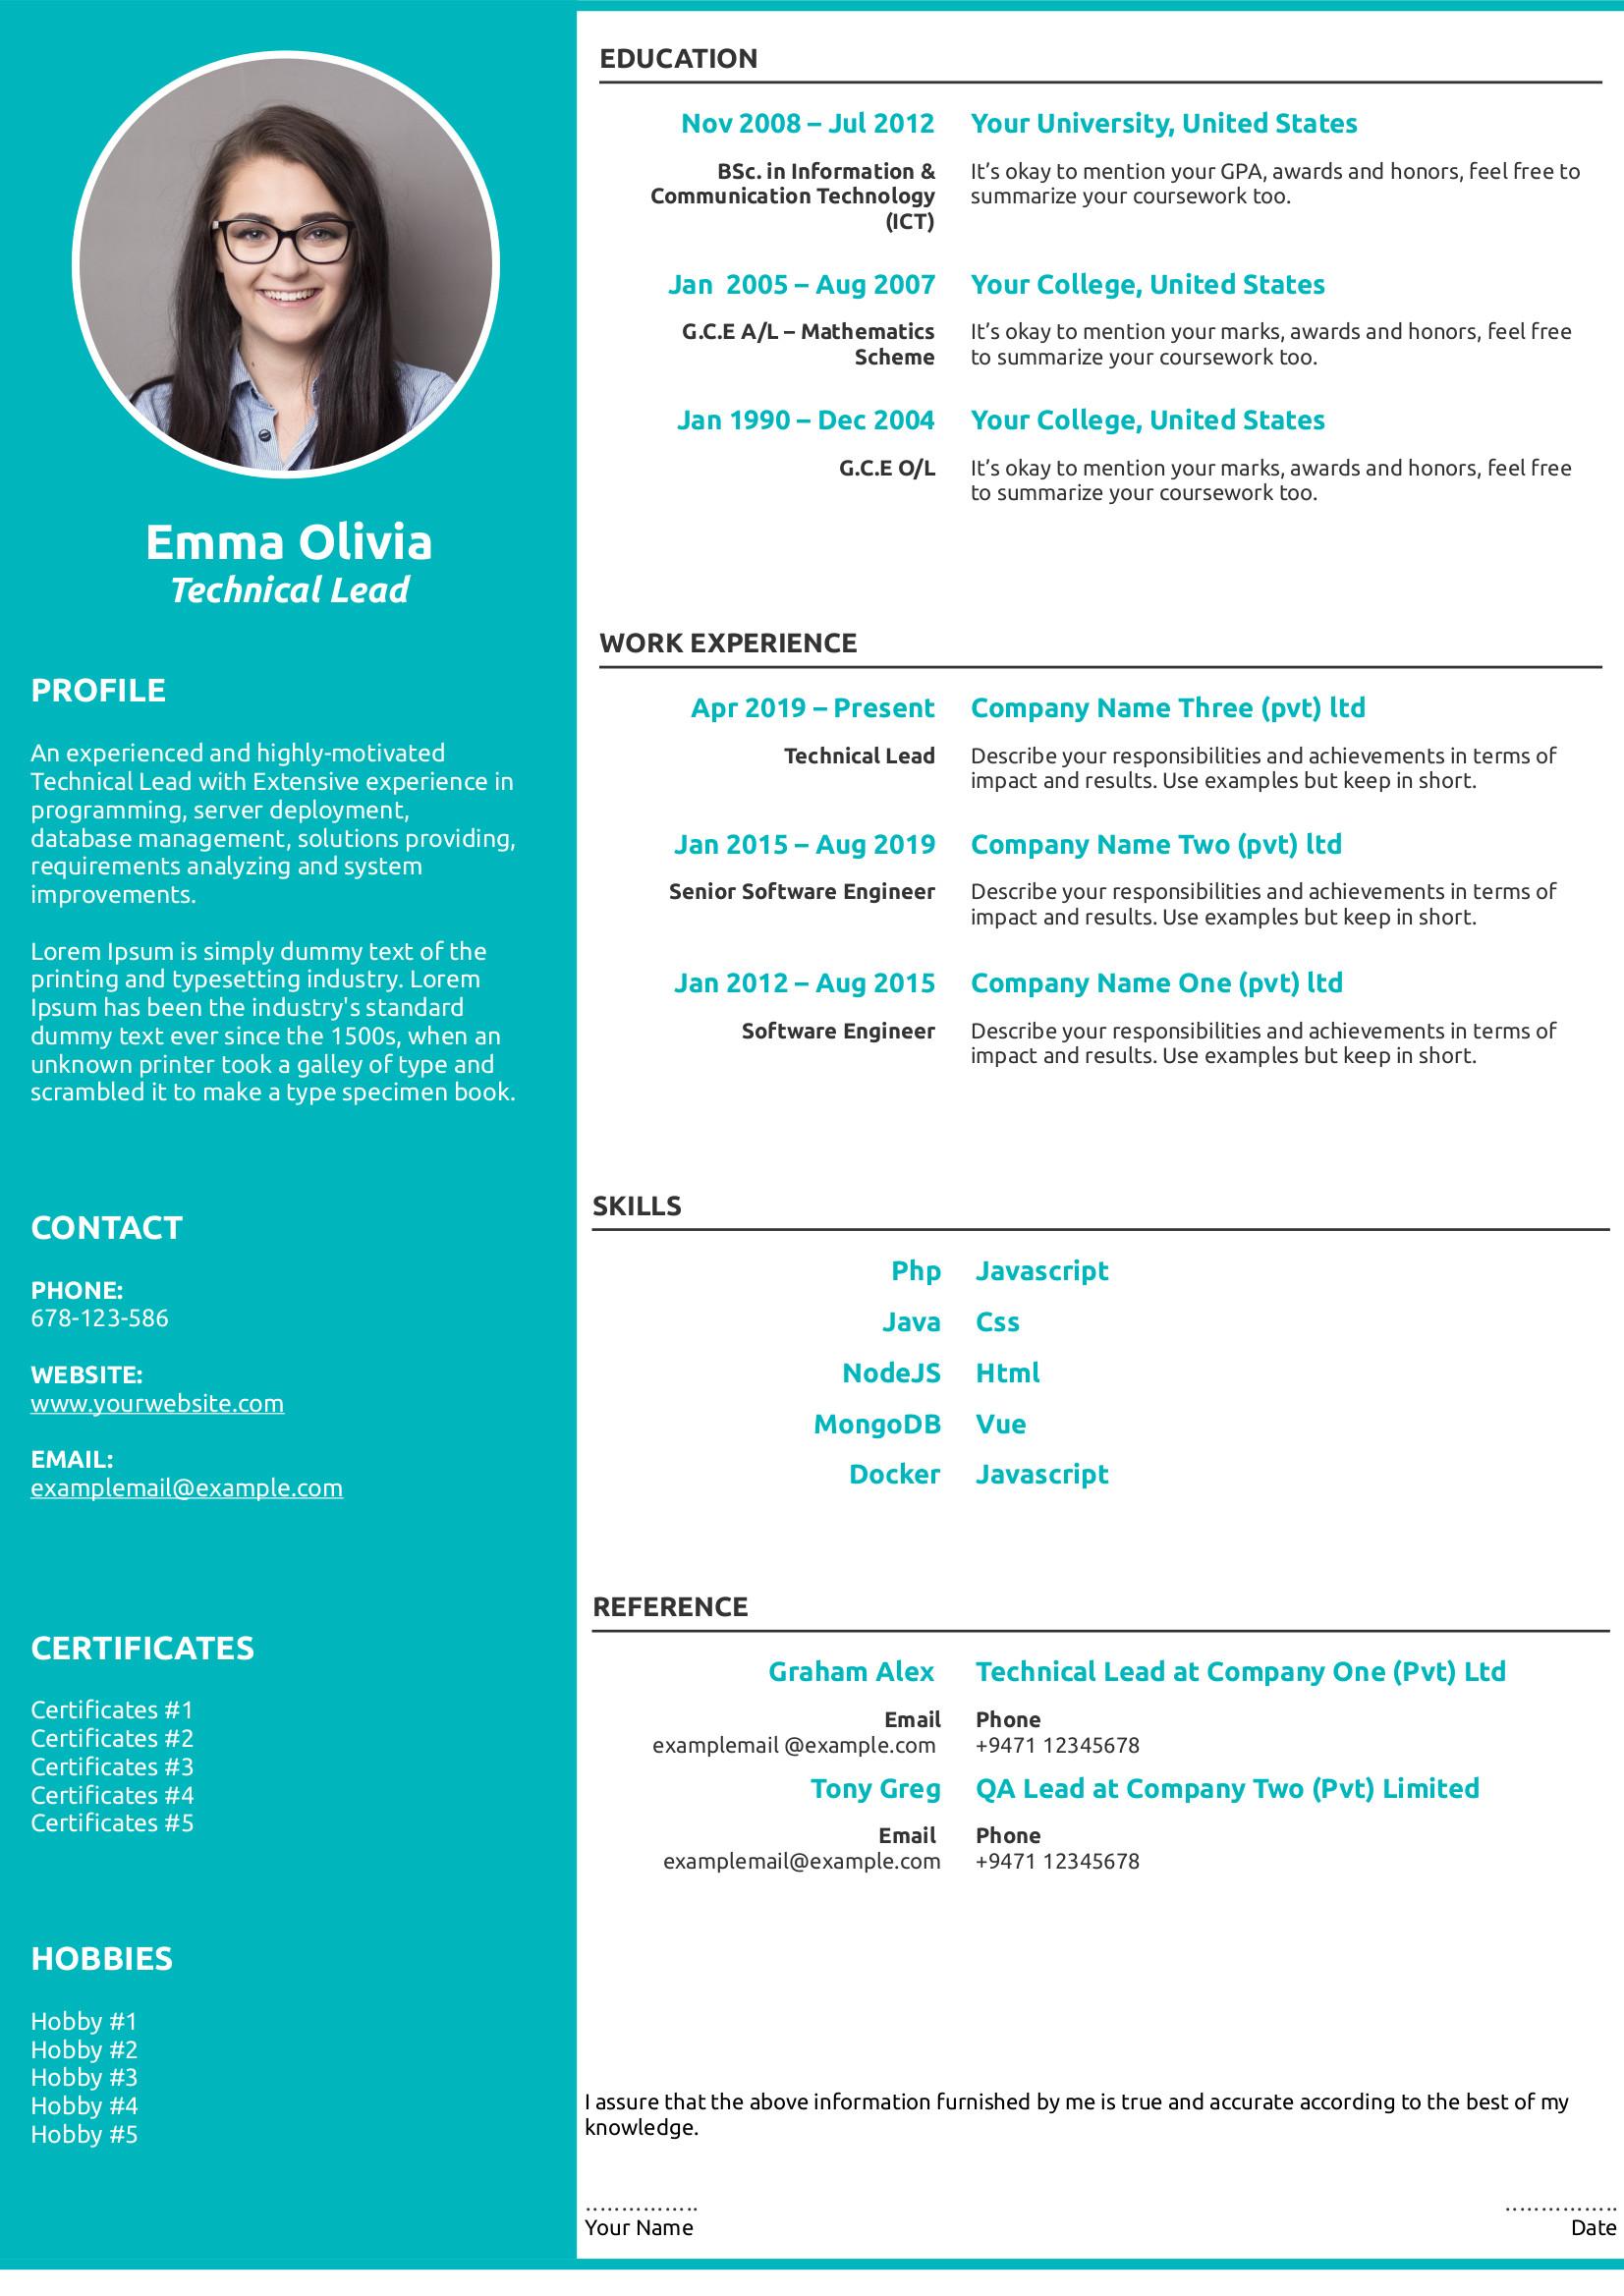 Emma Olivia
Technical Lead
PROFILE
An experienced and highly-motivated
Technical Lead with Extensive experience in
programming, server deployment,
database management, solutions providing,
requirements analyzing and system
improvements.
Lorem Ipsum is simply dummy text of the
printing and typesetting industry. Lorem
Ipsum has been the industry's standard
dummy text ever since the 1500s, when an
unknown printer took a galley of type and
scrambled it to make a type specimen book.
CONTACT
PHONE:
678-123-586
WEBSITE:
www.yourwebsite.com
EMAIL:
examplemail@example.com
CERTIFICATES
Certificates #1
Certificates #2
Certificates #3
Certificates #4
Certificates #5
HOBBIES
Hobby #1
Hobby #2
Hobby #3
Hobby #4
Hobby #5
EDUCATION
Nov 2008 – Jul 2012 Your University, United States
BSc. in Information & It’s okay to mention your GPA, awards and honors, feel free to
Communication Technology summarize your coursework too.
(ICT)
Jan 2005 – Aug 2007 Your College, United States
G.C.E A/L – Mathematics It’s okay to mention your marks, awards and honors, feel free
Scheme to summarize your coursework too.
Jan 1990 – Dec 2004 Your College, United States
G.C.E O/L It’s okay to mention your marks, awards and honors, feel free
to summarize your coursework too.
WORK EXPERIENCE
Apr 2019 – Present Company Name Three (pvt) ltd
Technical Lead Describe your responsibilities and achievements in terms of
impact and results. Use examples but keep in short.
Jan 2015 – Aug 2019 Company Name Two (pvt) ltd
Senior Software Engineer Describe your responsibilities and achievements in terms of
impact and results. Use examples but keep in short.
Jan 2012 – Aug 2015 Company Name One (pvt) ltd
Software Engineer Describe your responsibilities and achievements in terms of
impact and results. Use examples but keep in short.
SKILLS
Php Javascript
Java Css
NodeJS Html
MongoDB Vue
Docker Javascript
REFERENCE
Graham Alex Technical Lead at Company One (Pvt) Ltd
Email Phone
examplemail @example.com +9471 12345678
Tony Greg QA Lead at Company Two (Pvt) Limited
Email Phone
examplemail@example.com +9471 12345678
I assure that the above information furnished by me is true and accurate according to the best of my
knowledge.
............... ...............
Your Name Date